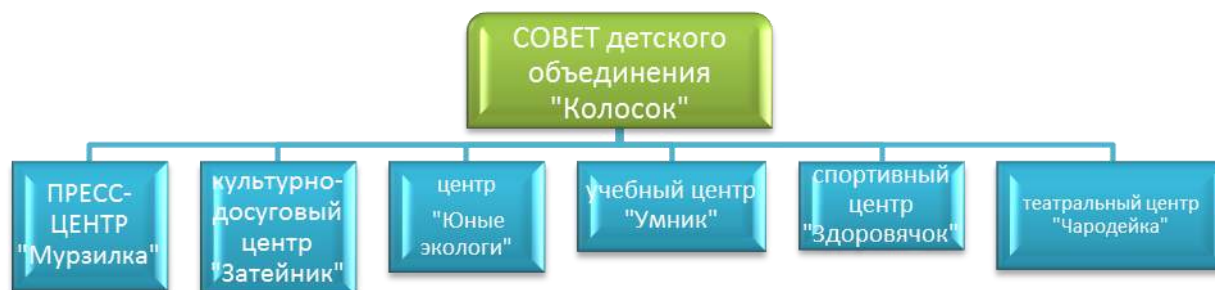 СОВЕТ детского
объединения
"Колосок"
ПРЕСС-
ЦЕНТР
"Мурзилка"
культурно-
досуговый
центр
"Затейник"
центр
"Юные
экологи"
учебный центр
"Умник"
спортивный
центр
"Здоровячок"
театральный центр
"Чародейка"